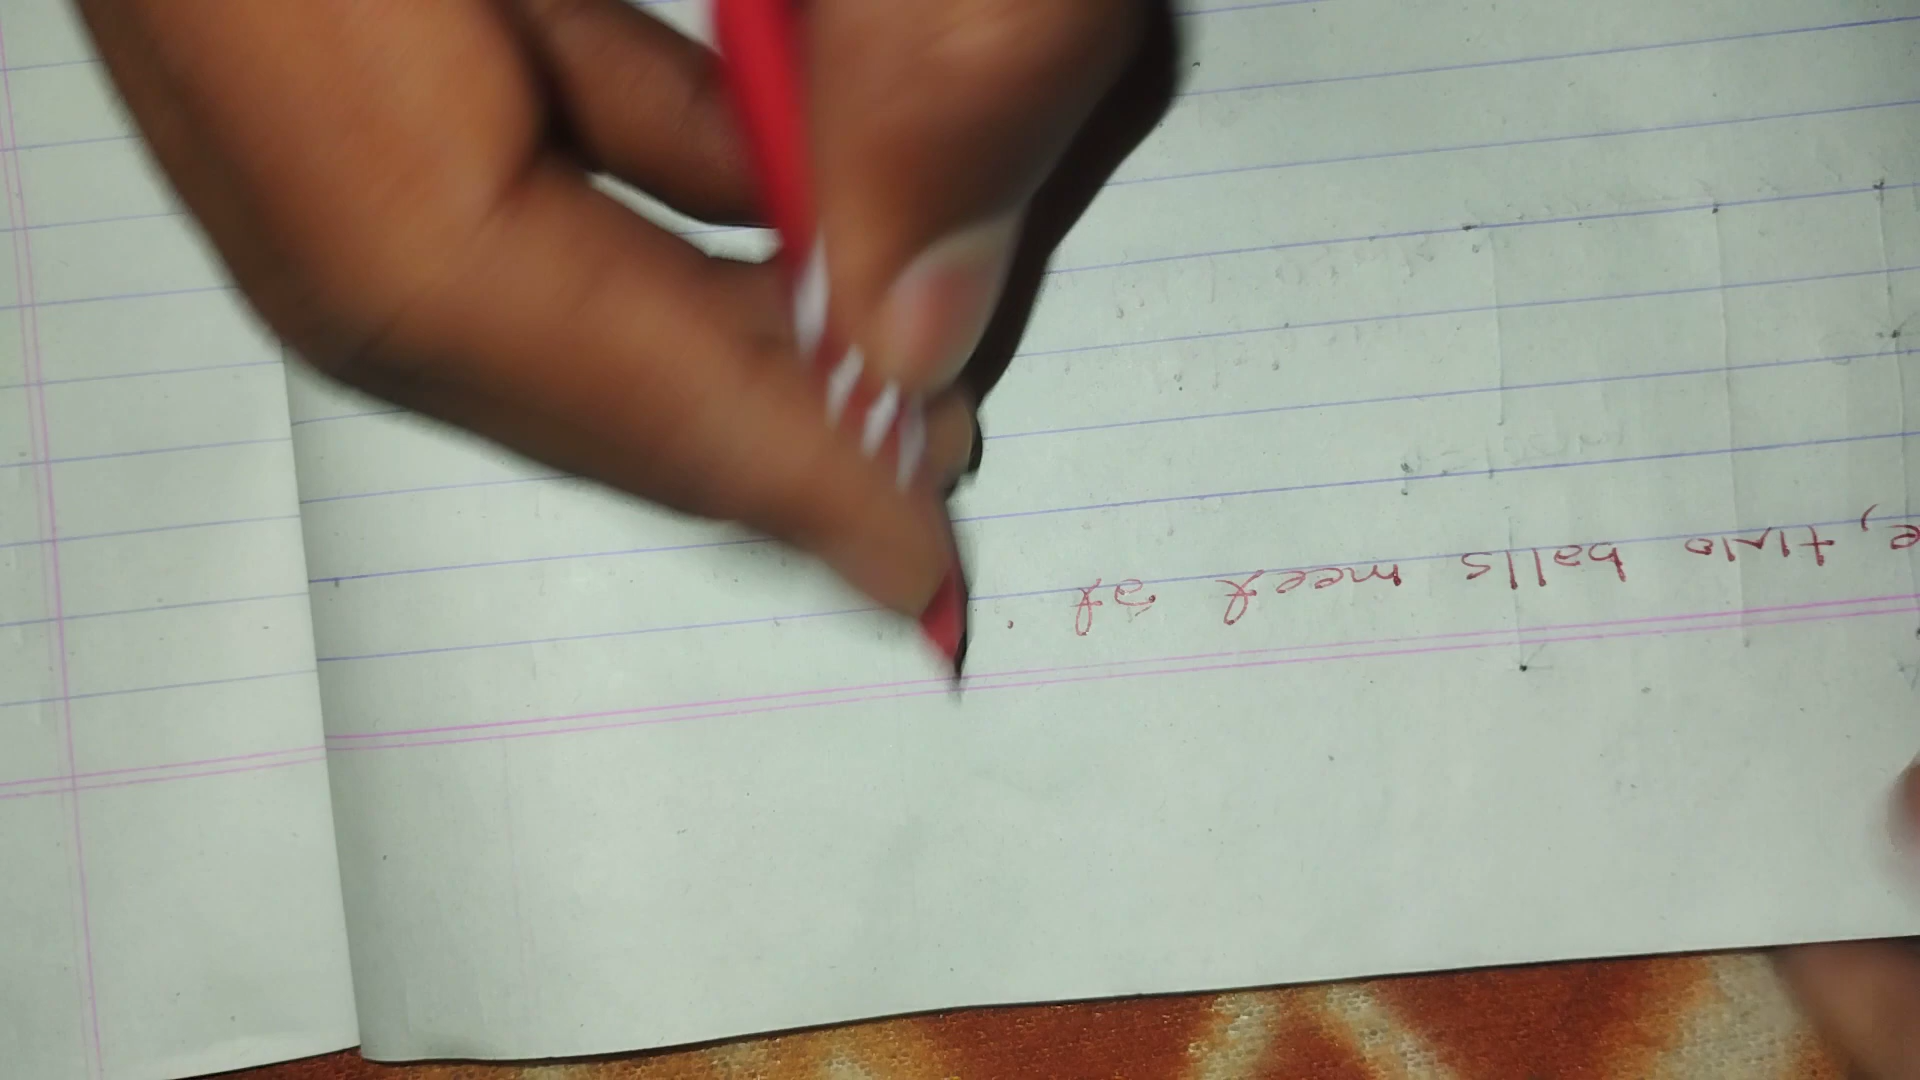 e, two balls meet at